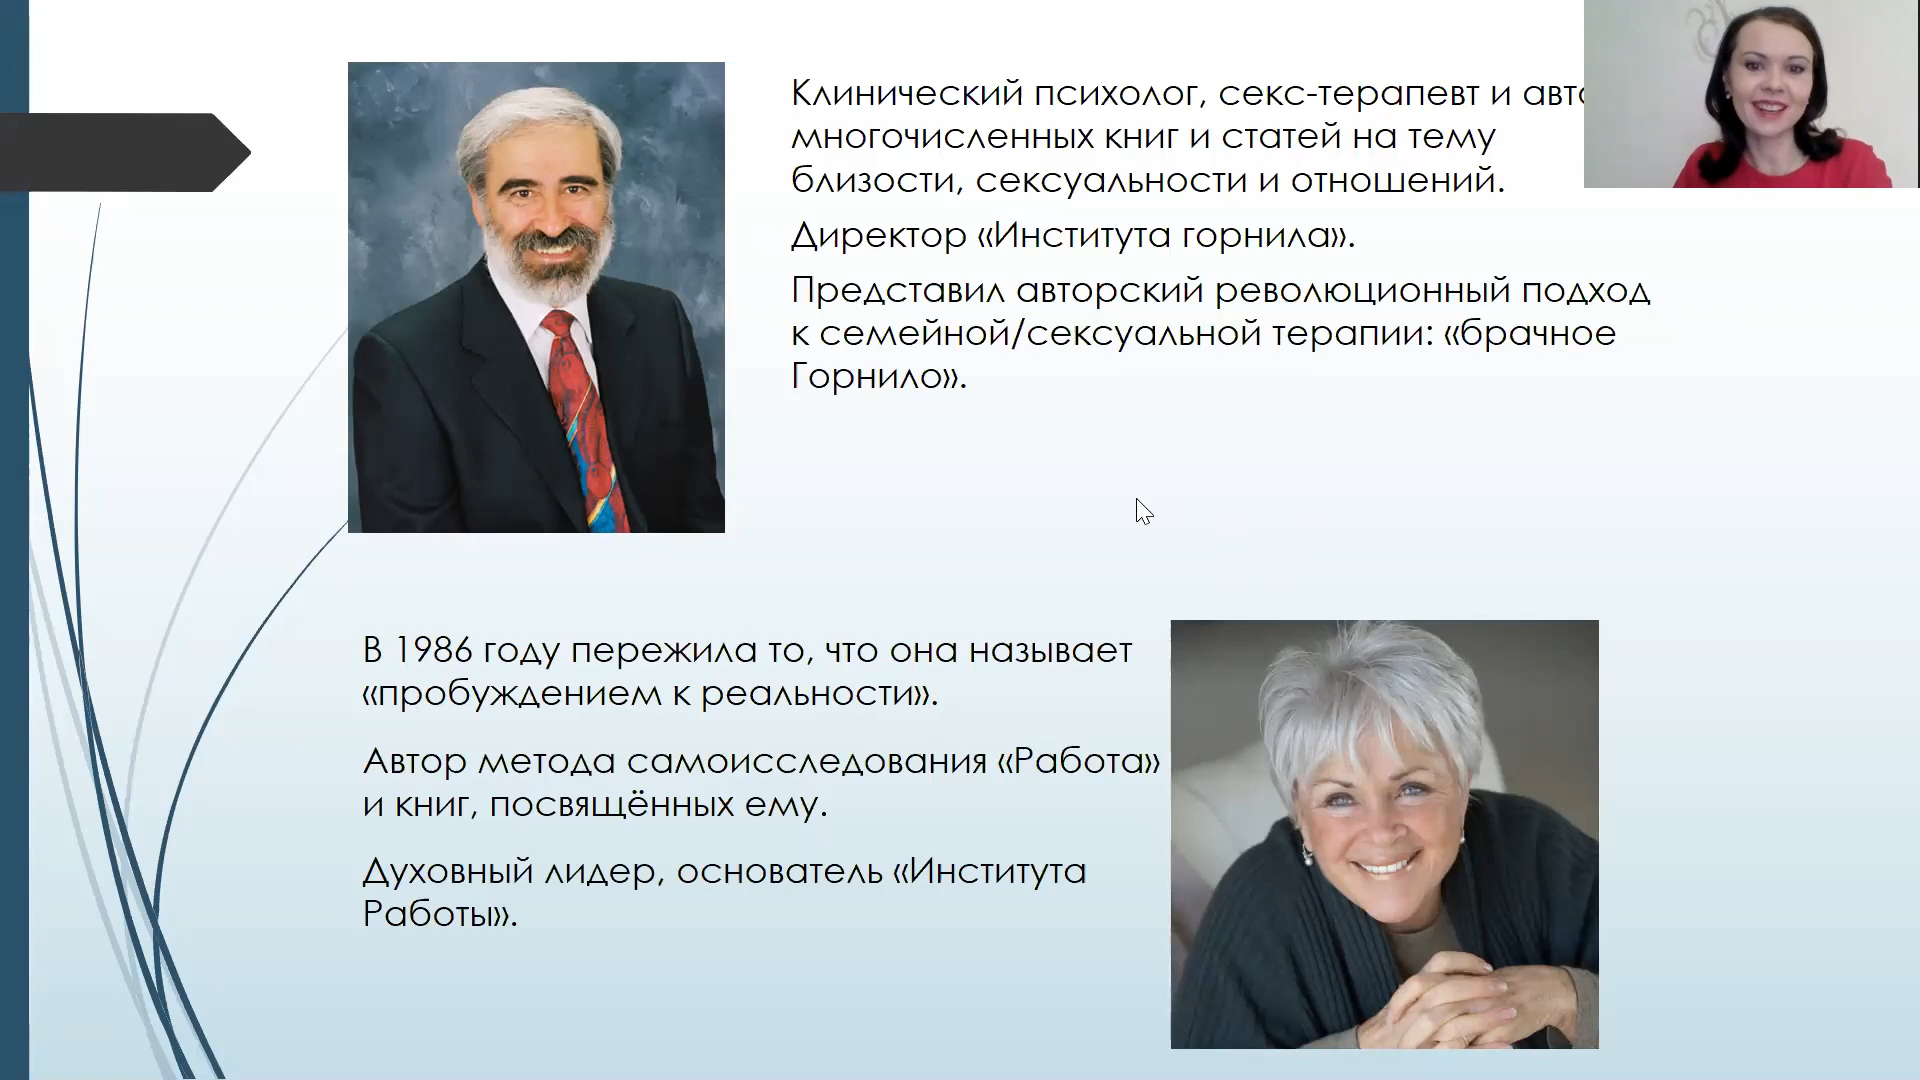 Клинический психолог, секс-терапевт и
многочисленных книг и статей на тему
близости, сексуальности и отношений.
Директор «Института горнила».
Представил авторский революционный подход
к семейной/сексуальной терапии: «брачное
Горнило».
В 1986 году пережила то, что она называет
«пробуждением к реальности».
Автор метода самоисследования «Работа»
и книг, посвящённых ему.
Духовный лидер, основатель «Института
Работы».